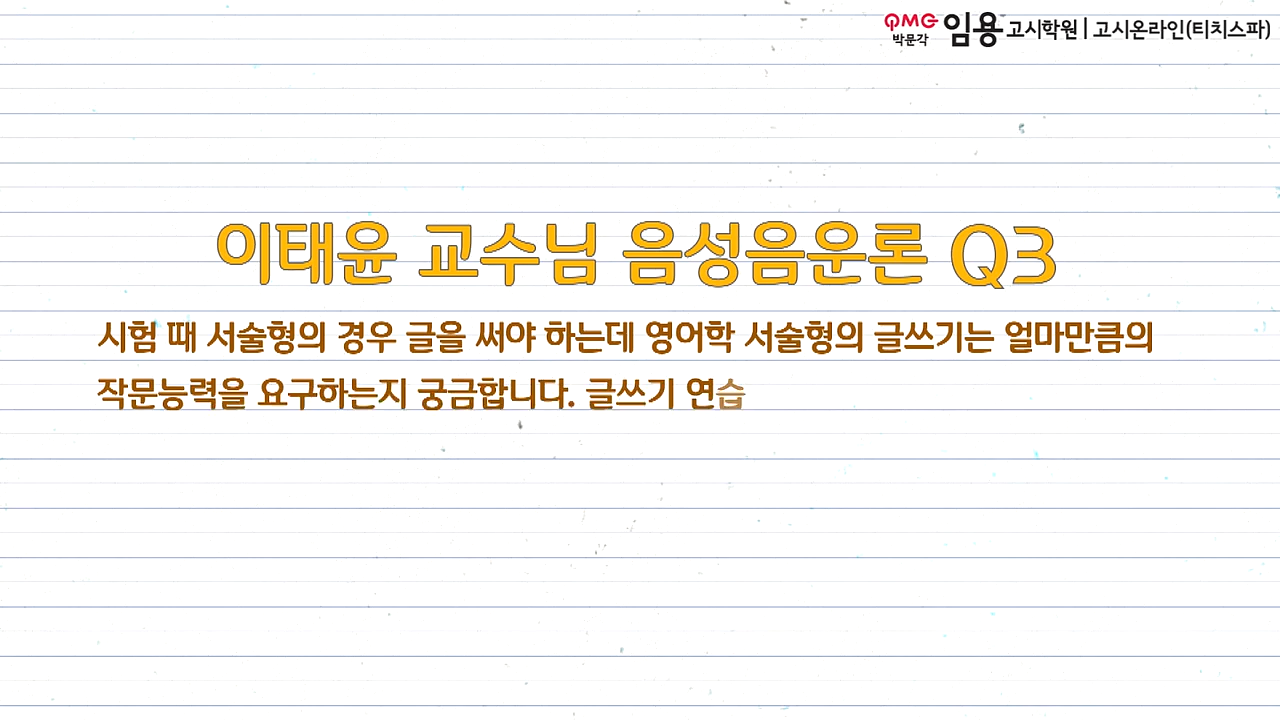 PMG 박문각 임용고시학원 | 고시온라인(티치스파)
이태윤 교수님 음성음운론 Q3
시험 때 서술형의 경우 글을 써야 하는데 영어학 서술형의 글쓰기는 얼마만큼의
작문능력을 요구하는지 궁금합니다. 글쓰기 연습